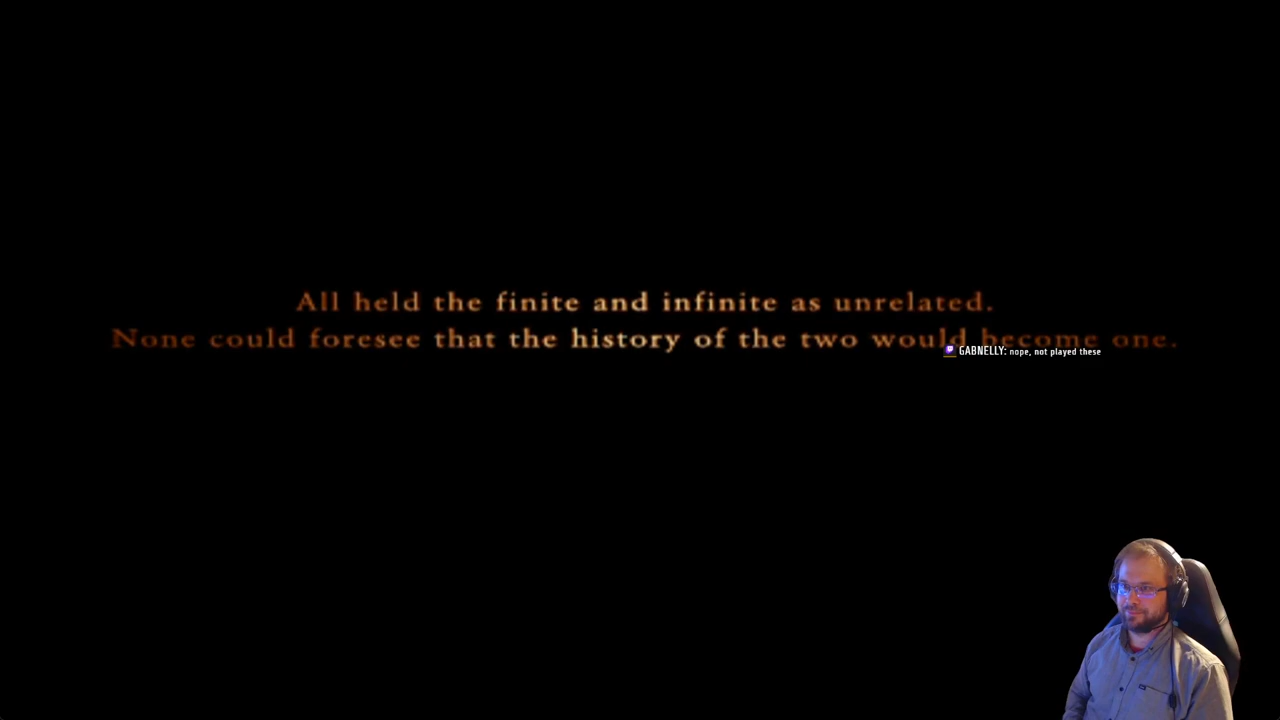 All held the finite and infinite as unrelated.
None could foresee that the history of the two would become one.
GABNELLY: nope, not played these